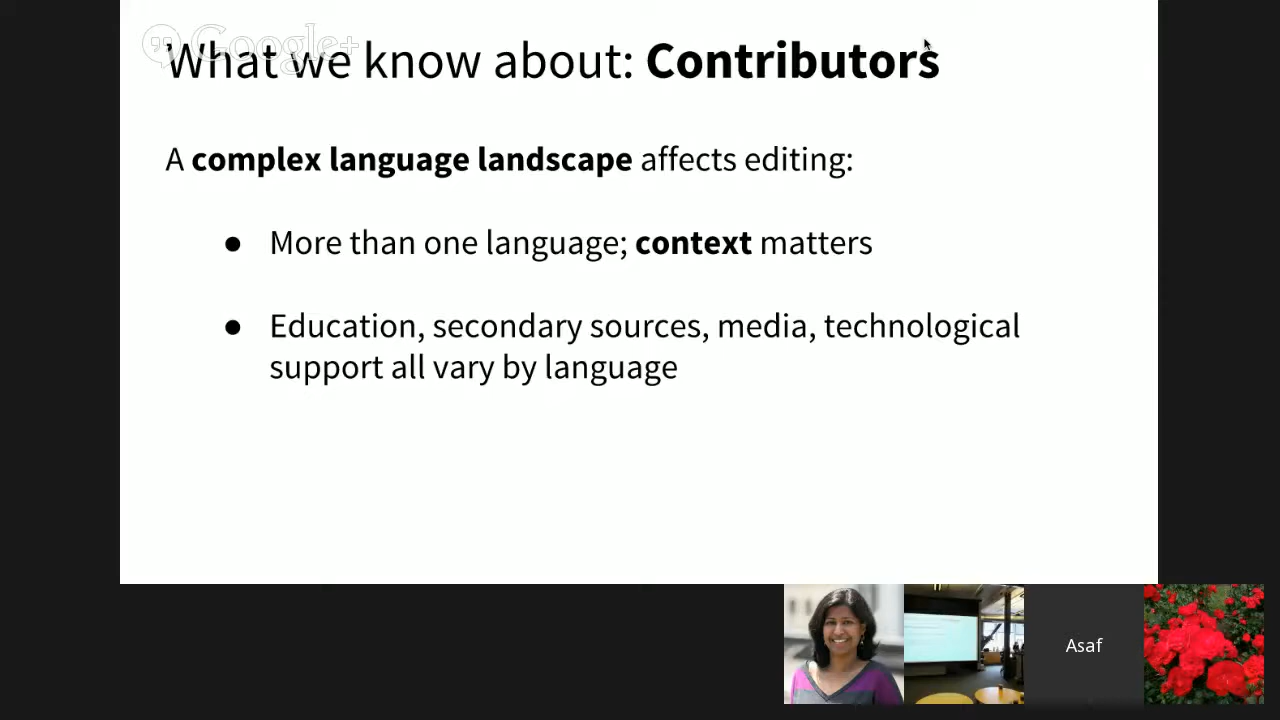 Google+
What we know about: Contributors
A complex language landscape affects editing:
● More than one language; context matters
● Education, secondary sources, media, technological
support all vary by language
Asaf